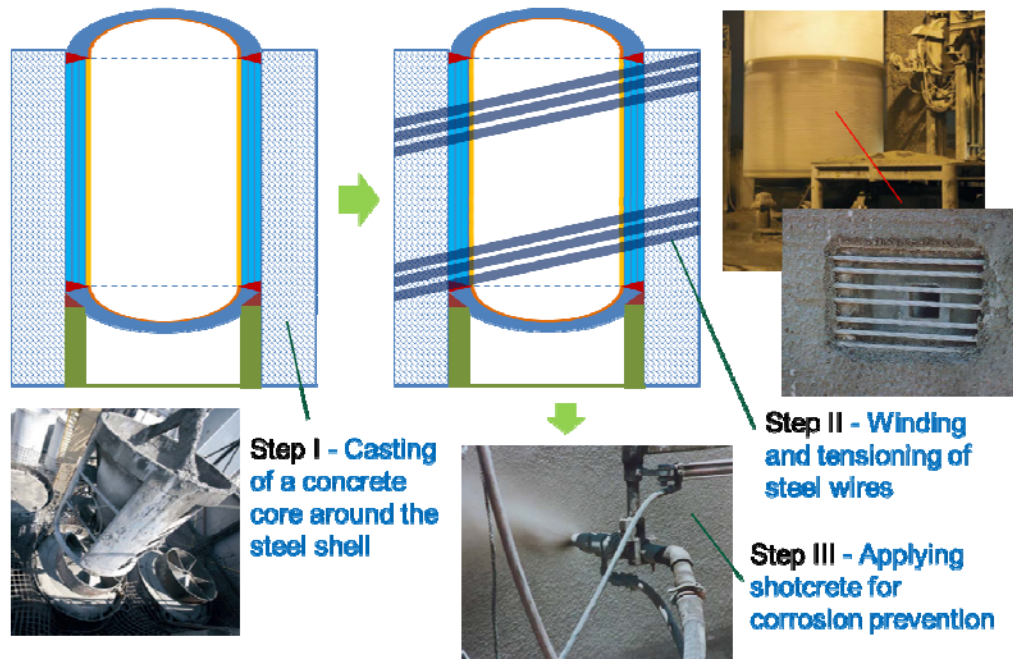 Step I - Casting
of a concrete
core around the
steel shell
Step II - Winding
and tensioning of
steel wires
Step III - Applying
shotcrete for
corrosion prevention